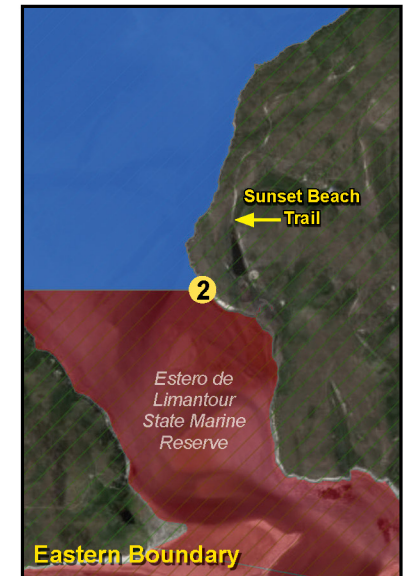 Sunset Beach
Trail
2
Estero de
Limantour
State Marine
Reserve
Eastern Boundary